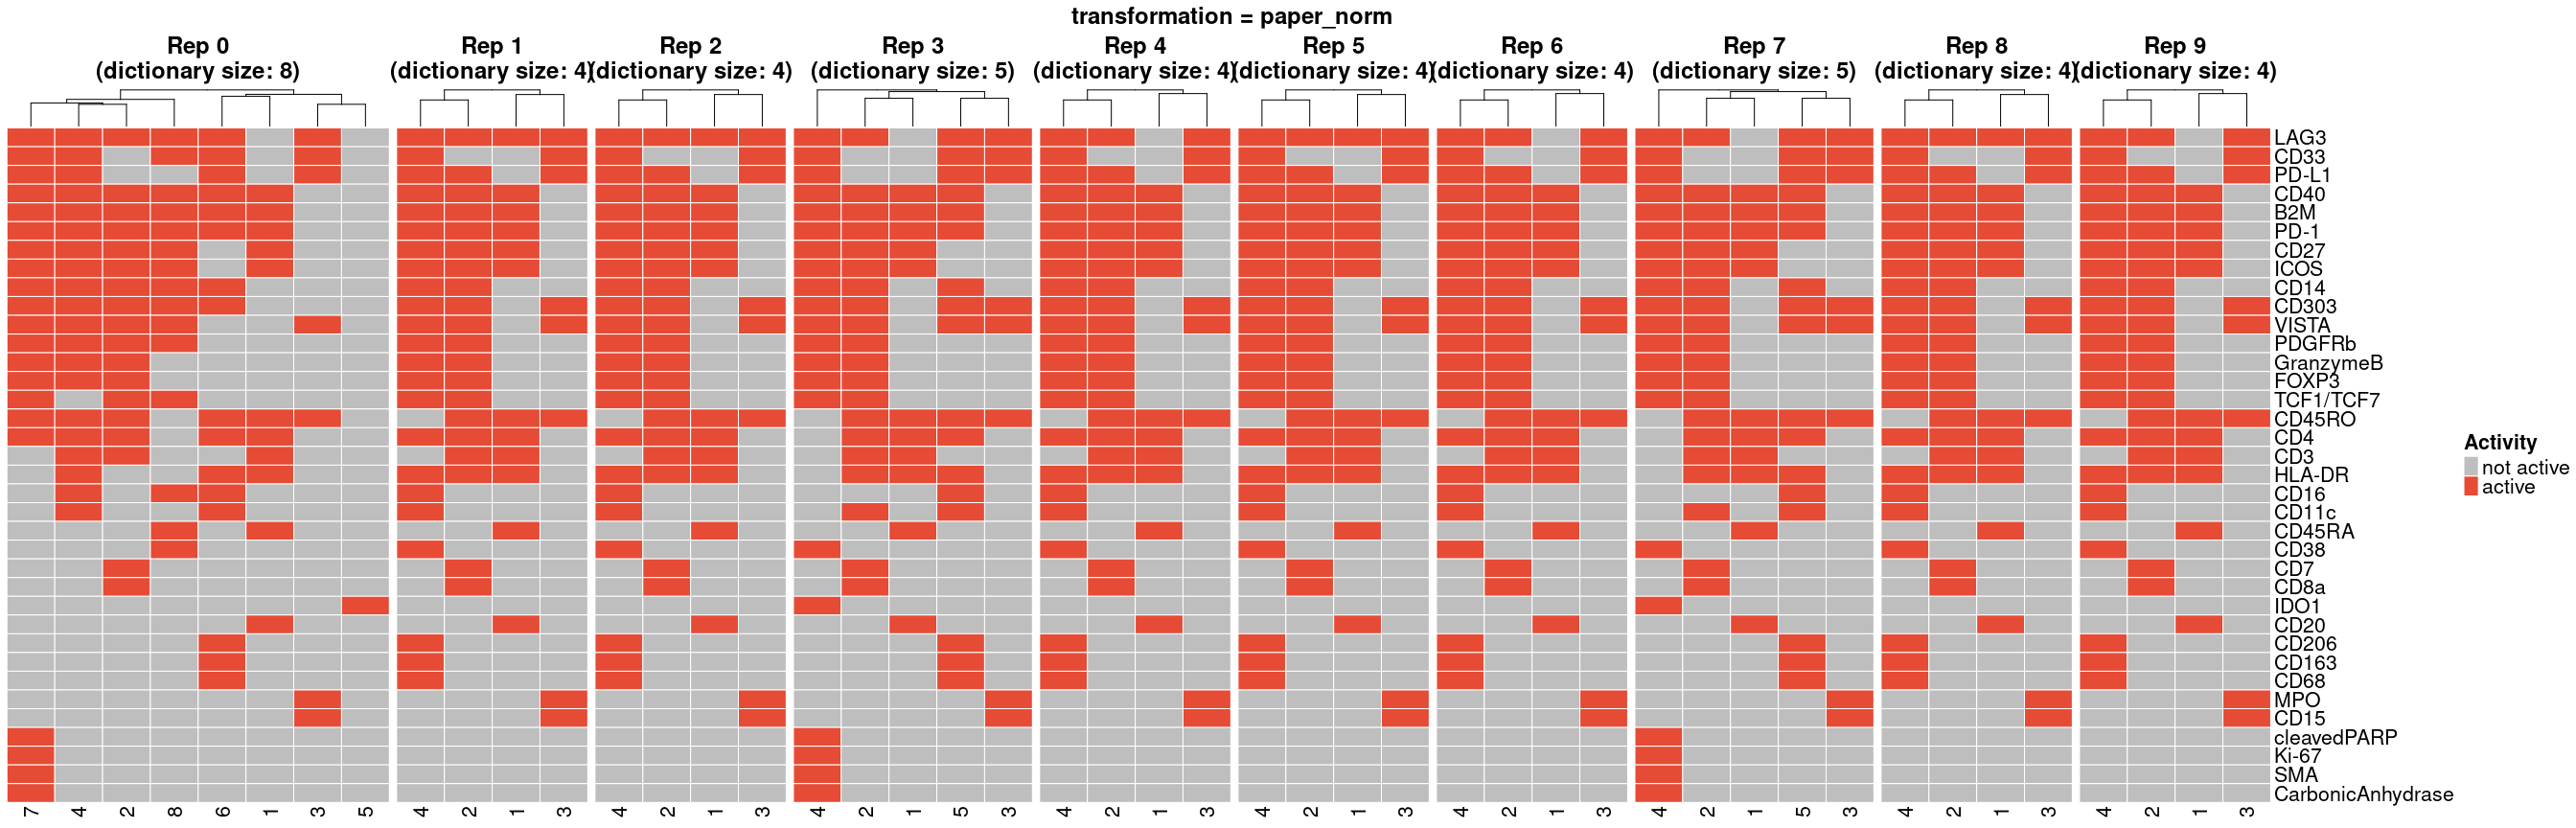 transformation = paper_norm
Rep 0
(dictionary size: 8)
Rep 1
(dictionary size: 4)
Rep 2
(dictionary size: 4)
Rep 3
(dictionary size: 5)
Rep 4
(dictionary size: 4)
Rep 5
(dictionary size: 4)
Rep 6
(dictionary size: 4)
Rep 7
(dictionary size: 5)
Rep 8
(dictionary size: 4)
Rep 9
(dictionary size: 4)
LAG3
CD33
PD-L1
CD40
B2M
PD-1
CD27
ICOS
CD14
CD303
VISTA
PDGFRb
GranzymeB
FOXP3
TCF1/TCF7
CD45RO
CD4
CD3
HLA-DR
CD16
CD11c
CD45RA
CD38
CD7
CD8a
IDO1
CD20
CD206
CD163
CD68
MPO
CD15
cleavedPARP
Ki-67
SMA
CarbonicAnhydrase
Activity
not active
active
7 4 2 8 6 1 3 5
4 2 1 3
4 2 1 3
4 2 1 5 3
4 2 1 3
4 2 1 3
4 2 1 3
4 2 1 5 3
4 2 1 3
4 2 1 3